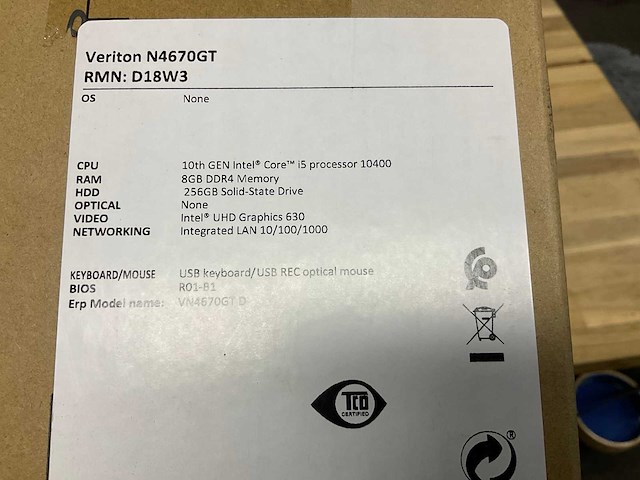 Veriton N4670GT
RMN: D18W3
OS None
CPU 10th GEN Intel® Core™ i5 processor 10400
RAM 8GB DDR4 Memory
HDD 256GB Solid-State Drive
OPTICAL None
VIDEO Intel® UHD Graphics 630
NETWORKING Integrated LAN 10/100/1000
KEYBOARD/MOUSE USB keyboard/USB REC optical mouse
BIOS R01-B1
Erp Model name: VN4670GT D
TCO
CERTIFIED
®